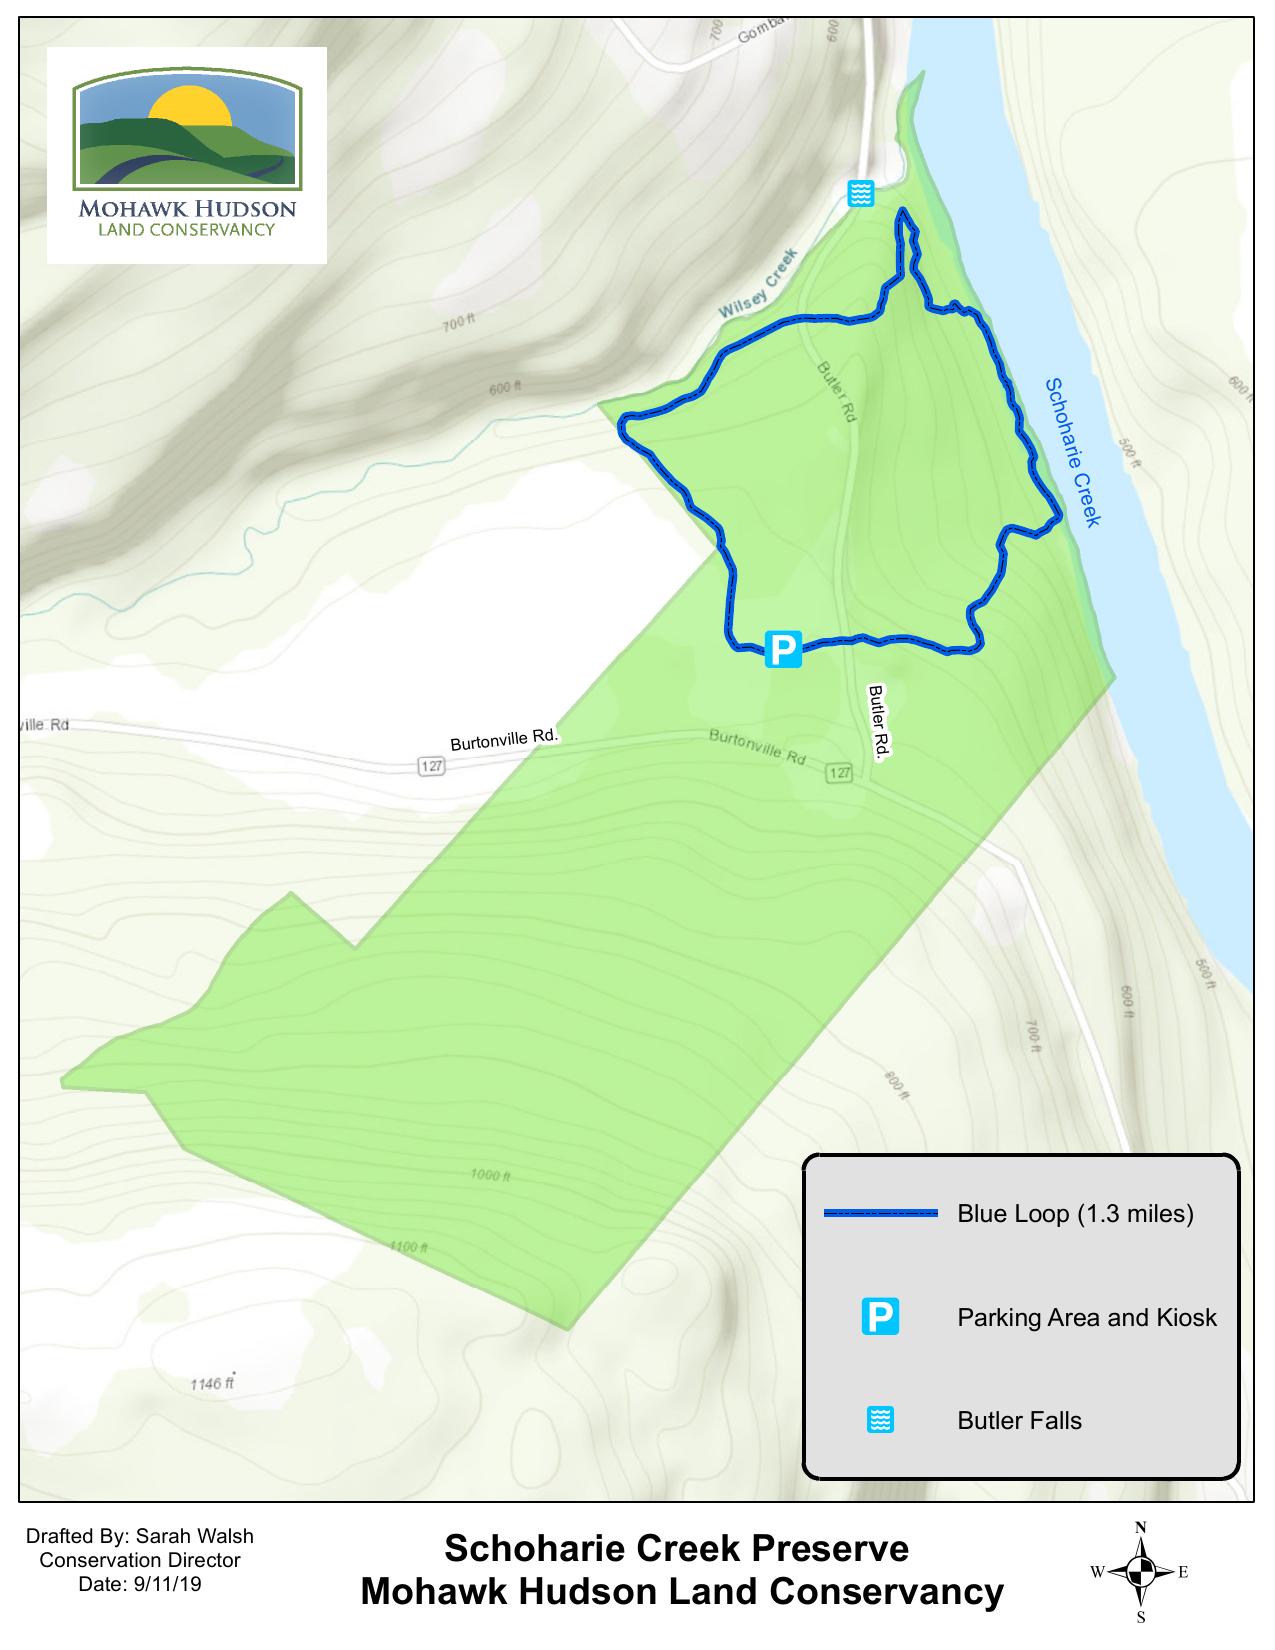 700
Gomba
600
MOHAWK HUDSON
LAND CONSERVANCY
Wilsey Creek
700 ft
600 ft
Butler Rd
Schoharie Creek
600 ft
500 ft
ville Rd
Burtonville Rd.
127
Burtonville Rd
127
Butler Rd.
P
500 ft
600 ft
700 ft
800 ft
1000 ft
1100 ft
1146 ft
Blue Loop (1.3 miles)
P Parking Area and Kiosk
Butler Falls
Drafted By: Sarah Walsh
Conservation Director
Date: 9/11/19
Schoharie Creek Preserve
Mohawk Hudson Land Conservancy
N
W E
S